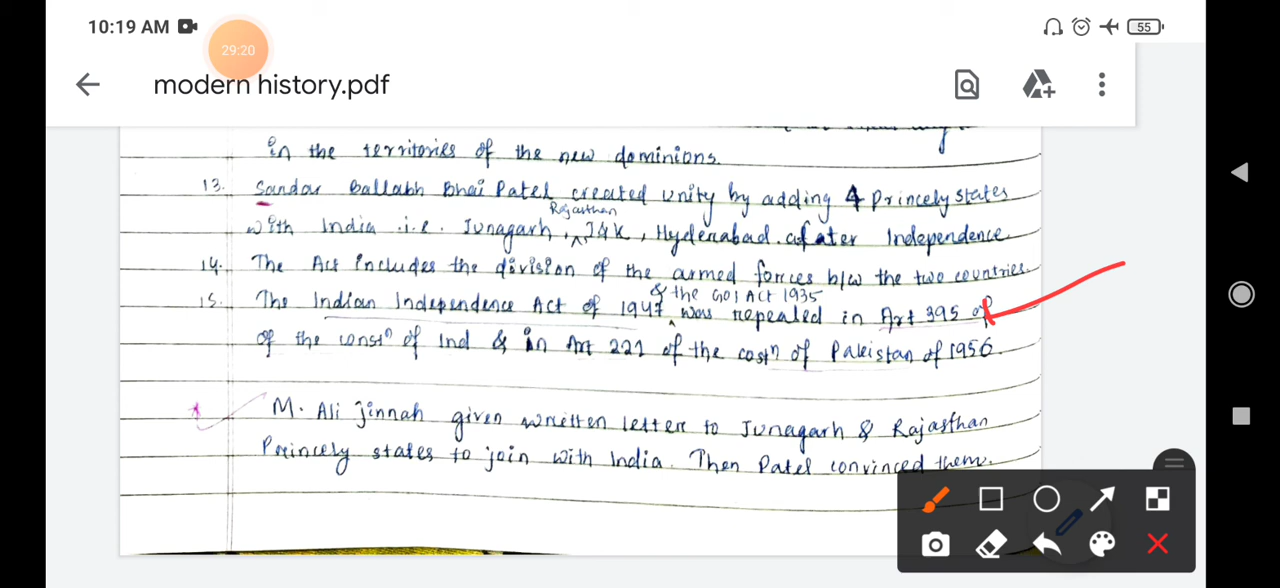 10:19 AM
55
29:20
modern history.pdf
in the territories of the new dominions.
13. Sandar Ballabh Bhai Patel created unity by adding 4 Princely states
Rajasthan
with India i.e. Junagarh, ^ J&K, Hyderabad. after Independence.
14. The Act includes the division of the armed forces b/w the two countries.
& the GOI Act 1935
15. The Indian Independence Act of 1947 ^ was repealed in Art 395 of
of the constn of Ind & in Art 221 of the costn of Pakistan of 1956.
* M. Ali Jinnah given written letter to Junagarh & Rajasthan
Princely states to join with India. Then Patel convinced them.